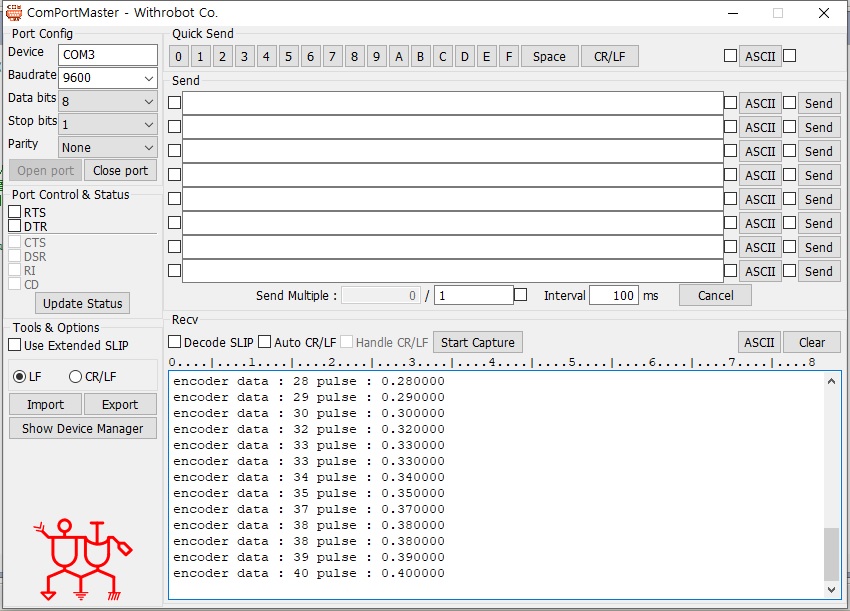 ComPortMaster - Withrobot Co.
Port Config
Device COM3
Baudrate 9600
Data bits 8
Stop bits 1
Parity None
Open port Close port
Port Control & Status
RTS
DTR
CTS
DSR
RI
CD
Update Status
Tools & Options
Use Extended SLIP
LF CR/LF
Import Export
Show Device Manager
Quick Send
0 1 2 3 4 5 6 7 8 9 A B C D E F Space CR/LF ASCII
Send
ASCII Send
ASCII Send
ASCII Send
ASCII Send
ASCII Send
ASCII Send
ASCII Send
ASCII Send
Send Multiple : 0 / 1 Interval 100 ms Cancel
Recv
Decode SLIP Auto CR/LF Handle CR/LF Start Capture ASCII Clear
0....|....1....|....2....|....3....|....4....|....5....|....6....|....7....|....8
encoder data : 28 pulse : 0.280000
encoder data : 29 pulse : 0.290000
encoder data : 30 pulse : 0.300000
encoder data : 32 pulse : 0.320000
encoder data : 33 pulse : 0.330000
encoder data : 33 pulse : 0.330000
encoder data : 34 pulse : 0.340000
encoder data : 35 pulse : 0.350000
encoder data : 37 pulse : 0.370000
encoder data : 38 pulse : 0.380000
encoder data : 38 pulse : 0.380000
encoder data : 39 pulse : 0.390000
encoder data : 40 pulse : 0.400000